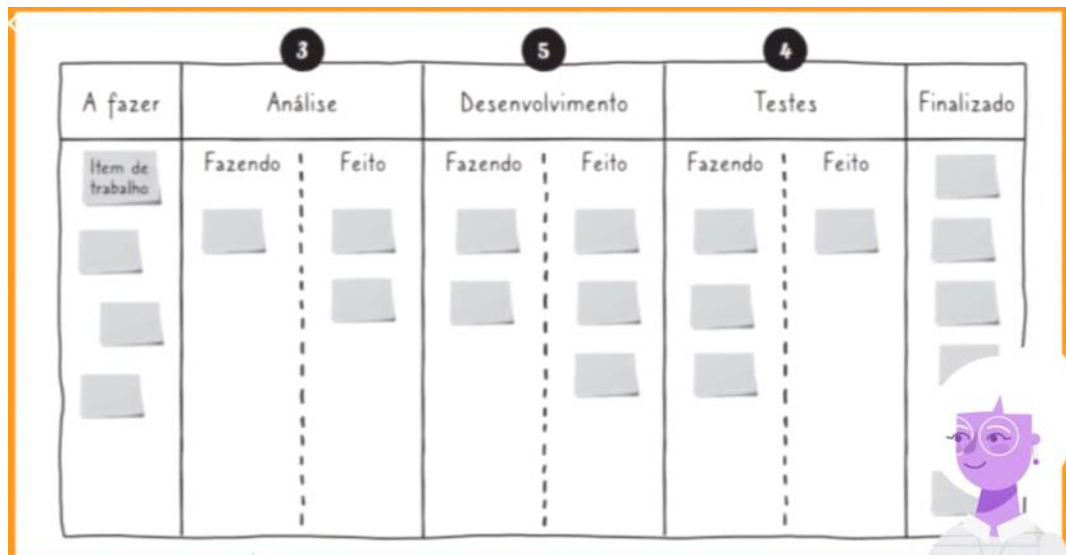 3
5
4
A fazer
Análise
Desenvolvimento
Testes
Finalizado
Item de
trabalho
Fazendo
Feito
Fazendo
Feito
Fazendo
Feito